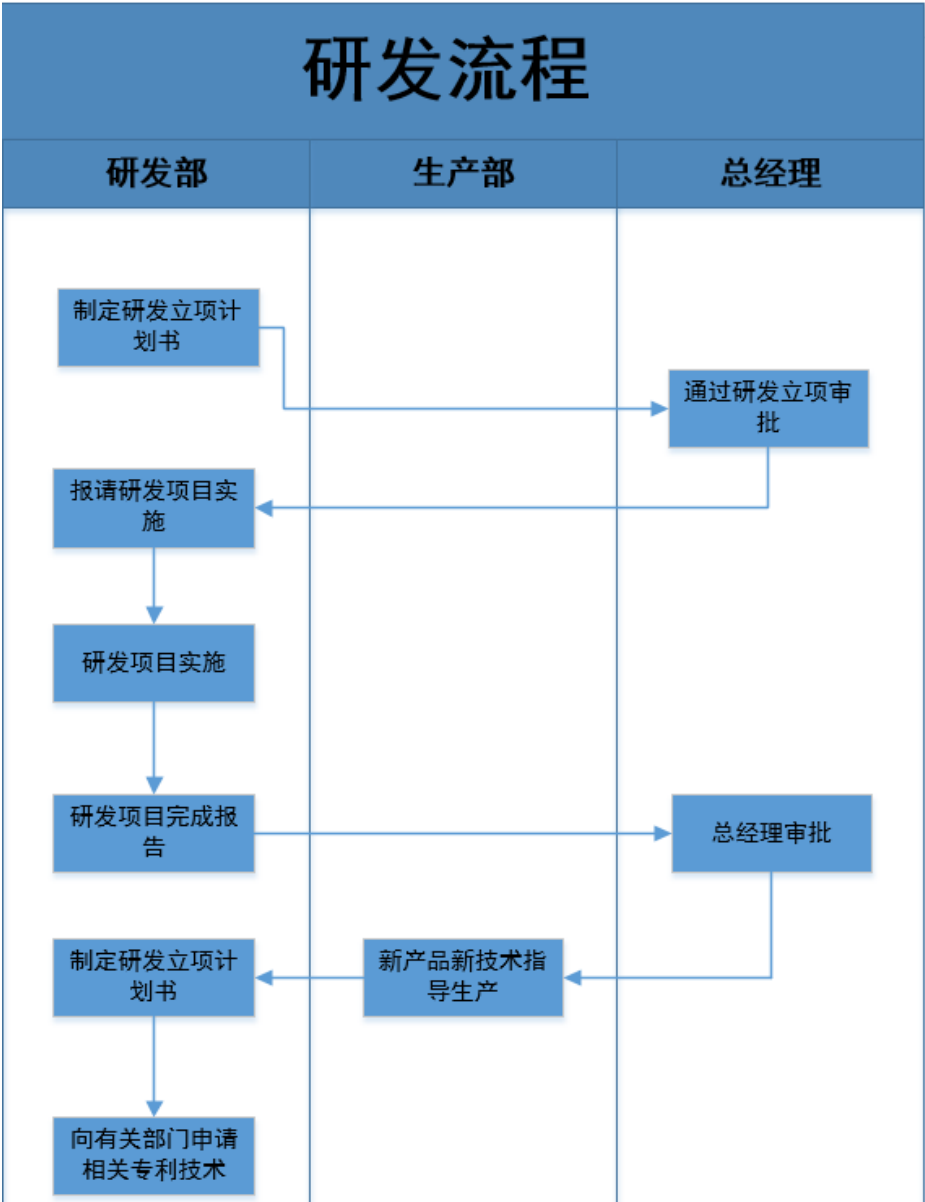 研发流程
研发部
生产部
总经理
制定研发立项计
划书
通过研发立项审
批
报请研发项目实
施
研发项目实施
研发项目完成报
告
总经理审批
制定研发立项计
划书
新产品新技术指
导生产
向有关部门申请
相关专利技术